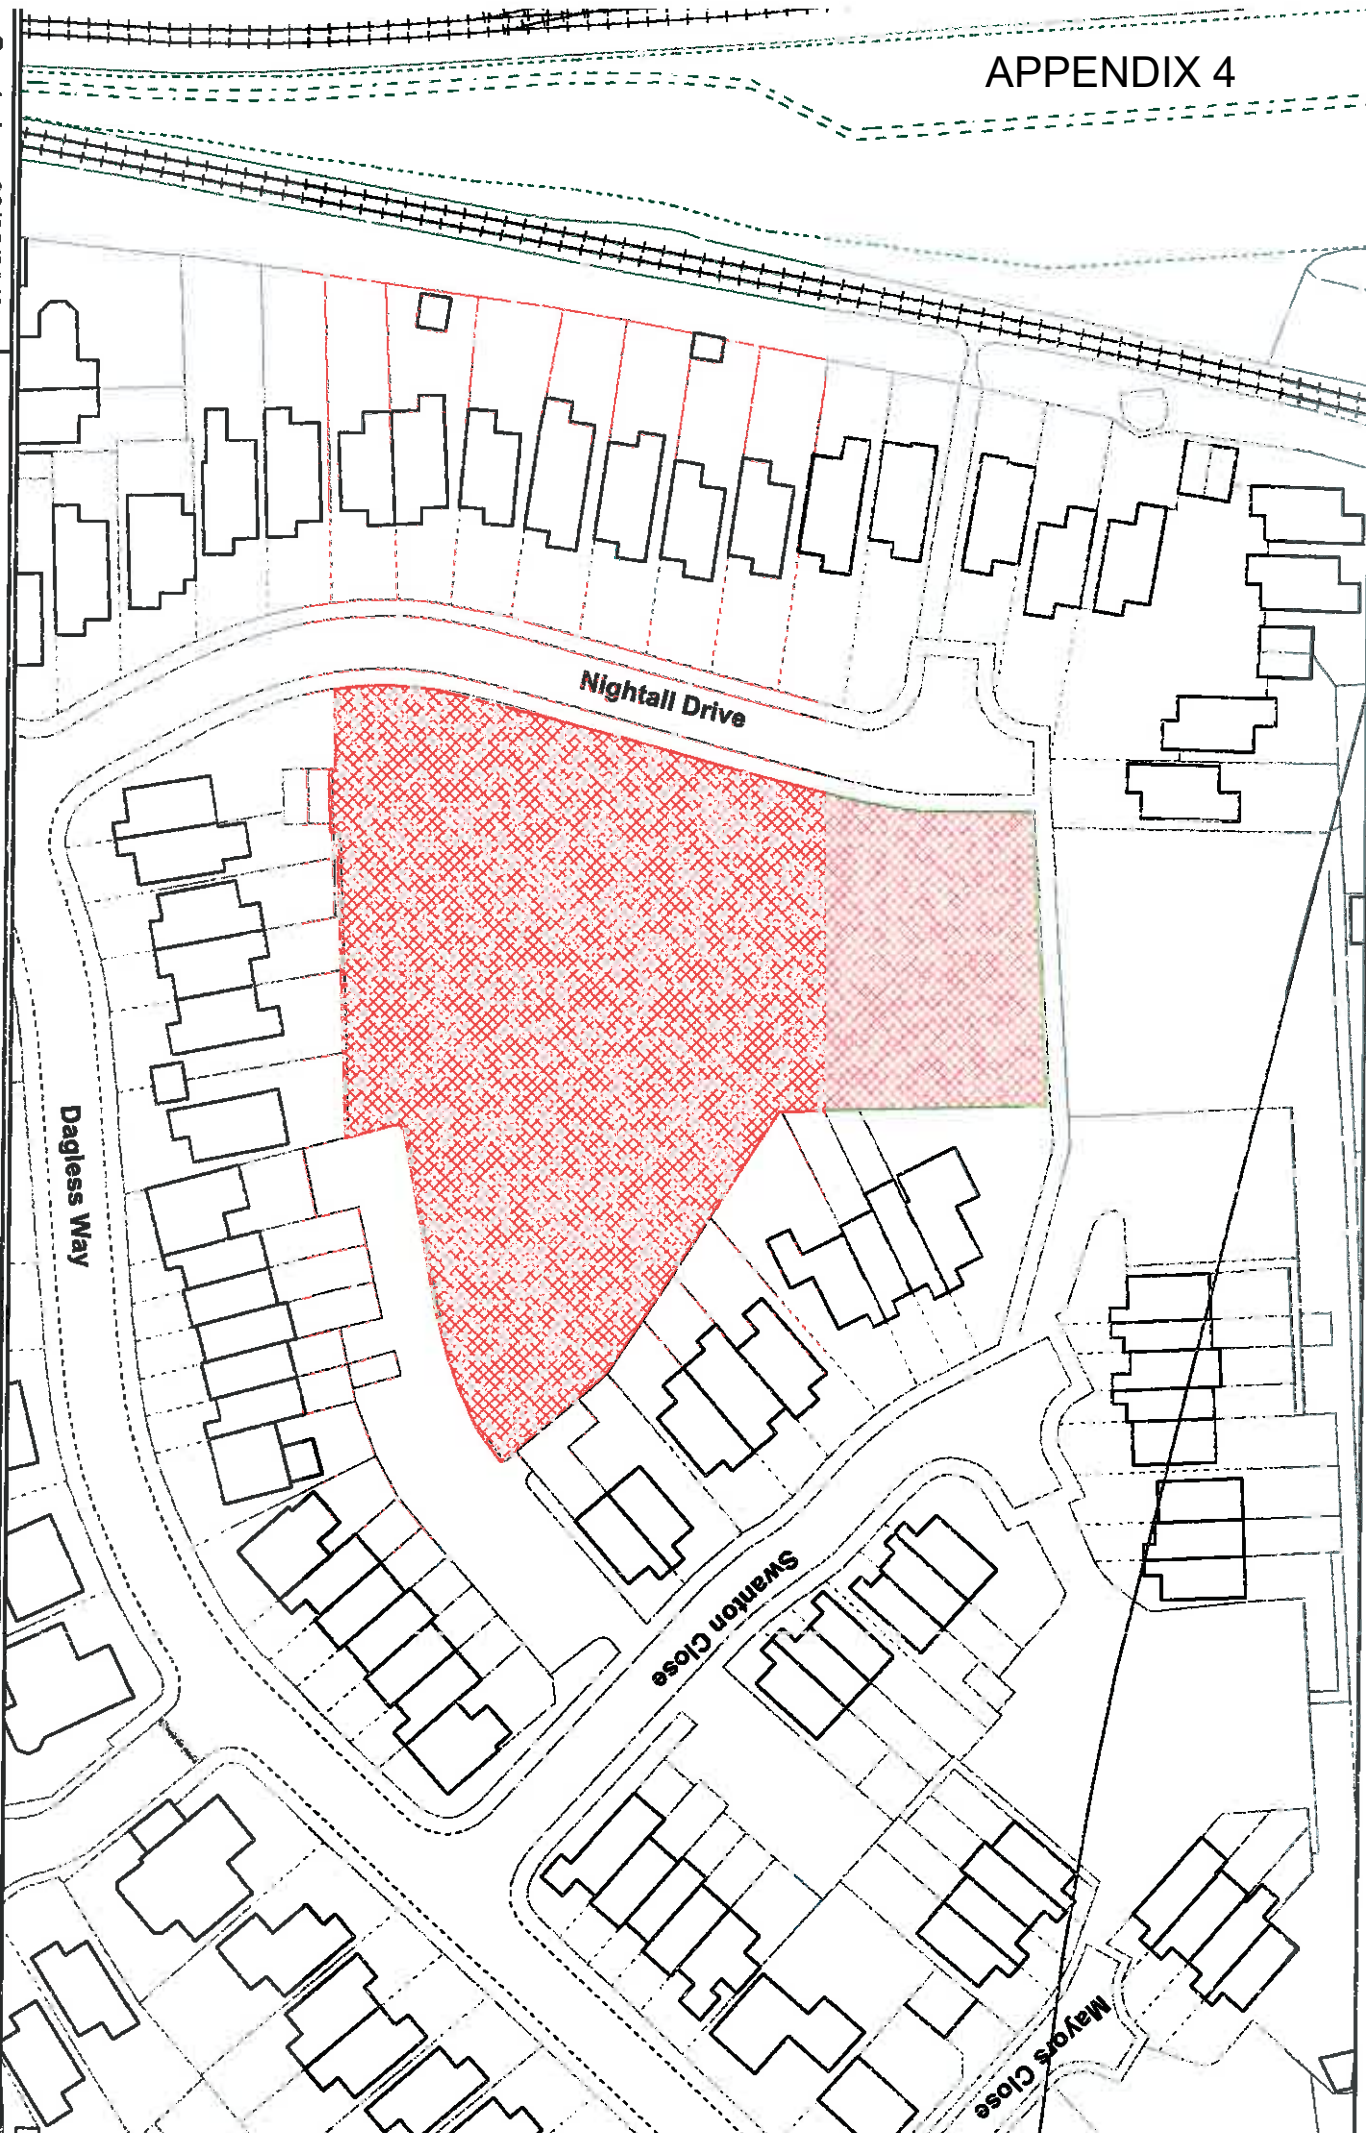 APPENDIX 4
Nightall Drive
Dagless Way
Swanton Close
Mayors Close